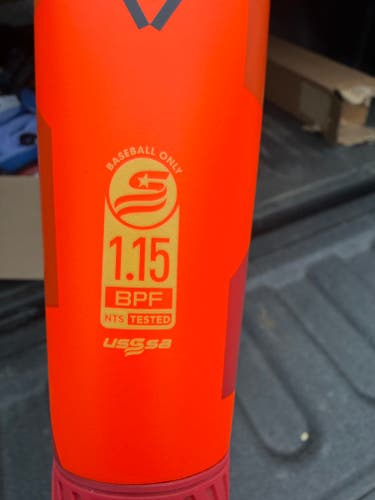 BASEBALL ONLY
1.15
BPF
NTS TESTED
usssa